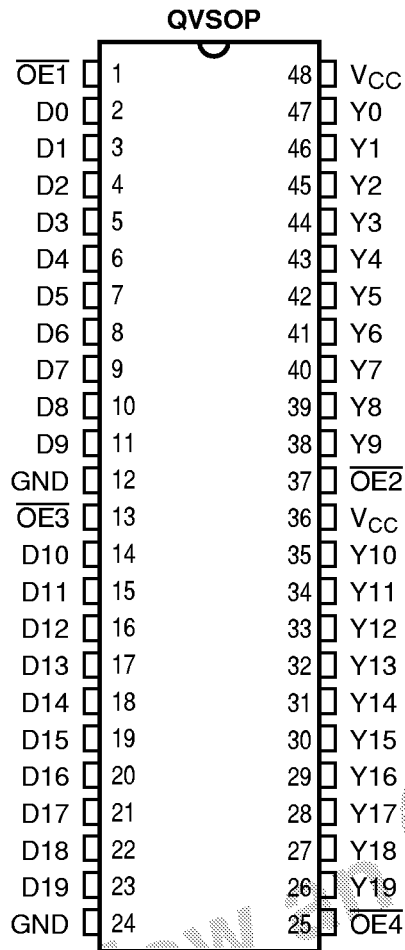 QVSOP
OE1 1 48 VCC
D0 2 47 Y0
D1 3 46 Y1
D2 4 45 Y2
D3 5 44 Y3
D4 6 43 Y4
D5 7 42 Y5
D6 8 41 Y6
D7 9 40 Y7
D8 10 39 Y8
D9 11 38 Y9
GND 12 37 OE2
OE3 13 36 VCC
D10 14 35 Y10
D11 15 34 Y11
D12 16 33 Y12
D13 17 32 Y13
D14 18 31 Y14
D15 19 30 Y15
D16 20 29 Y16
D17 21 28 Y17
D18 22 27 Y18
D19 23 26 Y19
GND 24 25 OE4